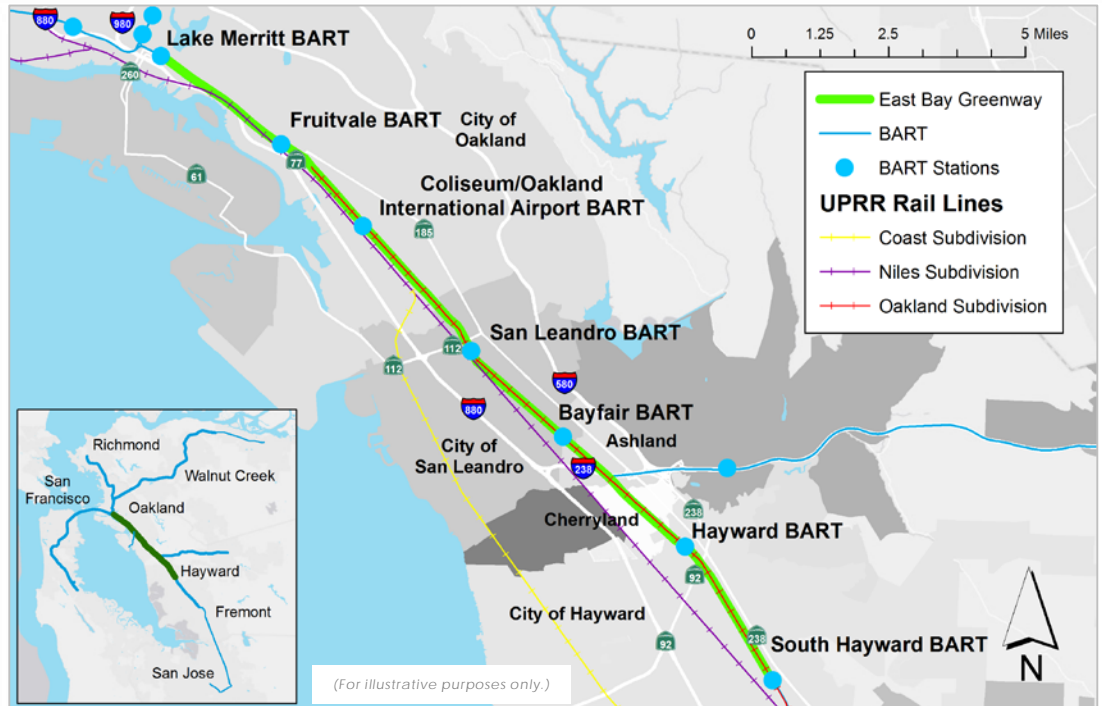 880
980
Lake Merritt BART
260
Fruitvale BART
77
City of
Oakland
61
Coliseum/Oakland
International Airport BART
185
San Leandro BART
112
112
580
880
Bayfair BART
Ashland
City of
San Leandro
238
Cherryland
238
Hayward BART
92
City of Hayward
92
238
South Hayward BART
0 1.25 2.5 5 Miles
East Bay Greenway
BART
BART Stations
UPRR Rail Lines
Coast Subdivision
Niles Subdivision
Oakland Subdivision
Richmond
San
Francisco
Walnut Creek
Oakland
Hayward
Fremont
San Jose
(For illustrative purposes only.)
N